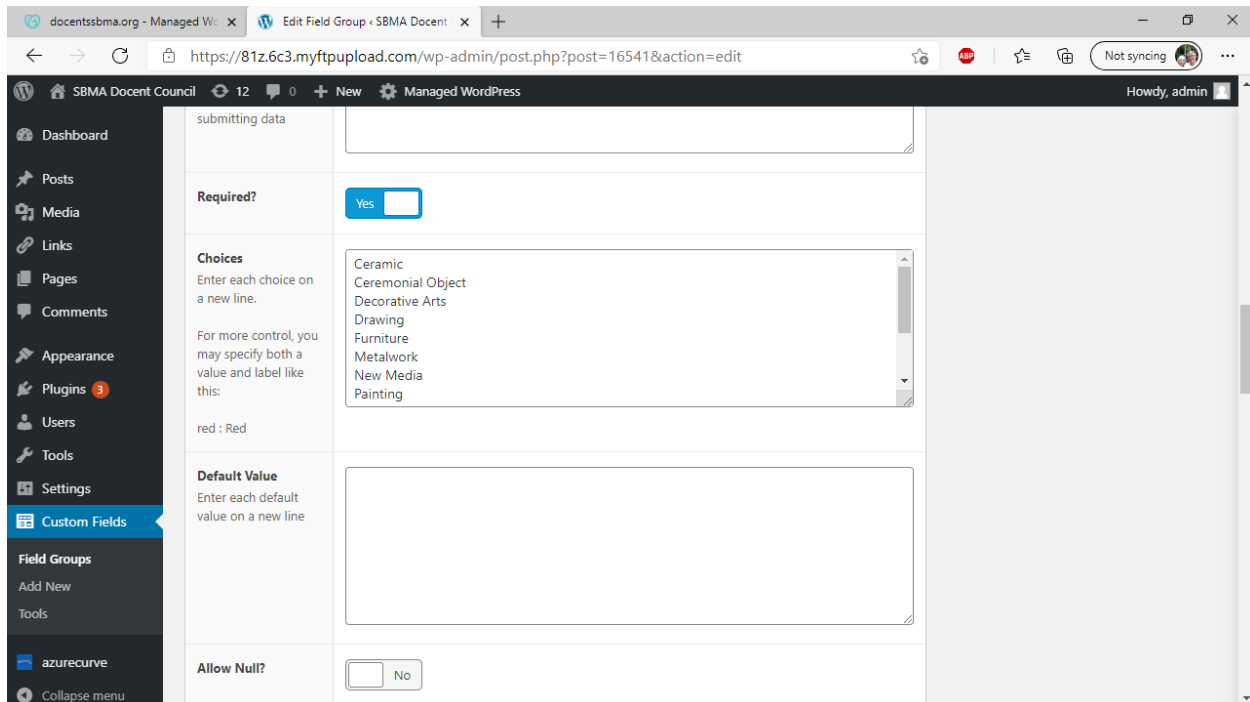 docentssbma.org - Managed Wo
Edit Field Group ‹ SBMA Docent
https://81z.6c3.myftpupload.com/wp-admin/post.php?post=16541&action=edit
ABP
Not syncing
SBMA Docent Council 12 0 New Managed WordPress
Howdy, admin
Dashboard
Posts
Media
Links
Pages
Comments
Appearance
Plugins 3
Users
Tools
Settings
Custom Fields
Field Groups
Add New
Tools
azurecurve
Collapse menu
submitting data
Required?
Yes
Choices
Enter each choice on
a new line.
For more control, you
may specify both a
value and label like
this:
red : Red
Ceramic
Ceremonial Object
Decorative Arts
Drawing
Furniture
Metalwork
New Media
Painting
Default Value
Enter each default
value on a new line
Allow Null?
No